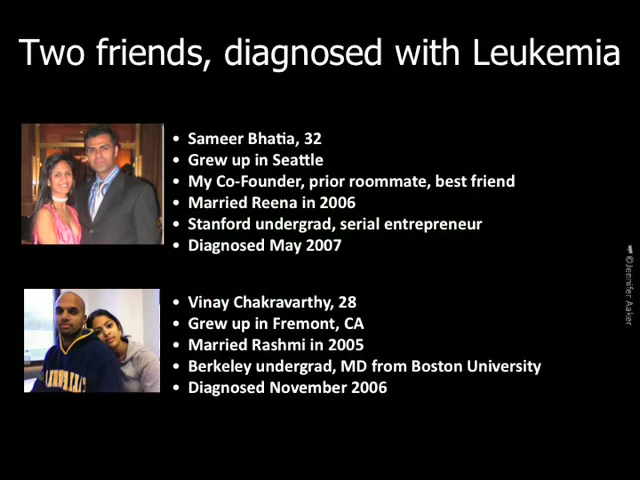 Two friends, diagnosed with Leukemia
• Sameer Bhatia, 32
• Grew up in Seattle
• My Co-Founder, prior roommate, best friend
• Married Reena in 2006
• Stanford undergrad, serial entrepreneur
• Diagnosed May 2007
• Vinay Chakravarthy, 28
• Grew up in Fremont, CA
• Married Rashmi in 2005
• Berkeley undergrad, MD from Boston University
• Diagnosed November 2006
©Jennifer Aaker